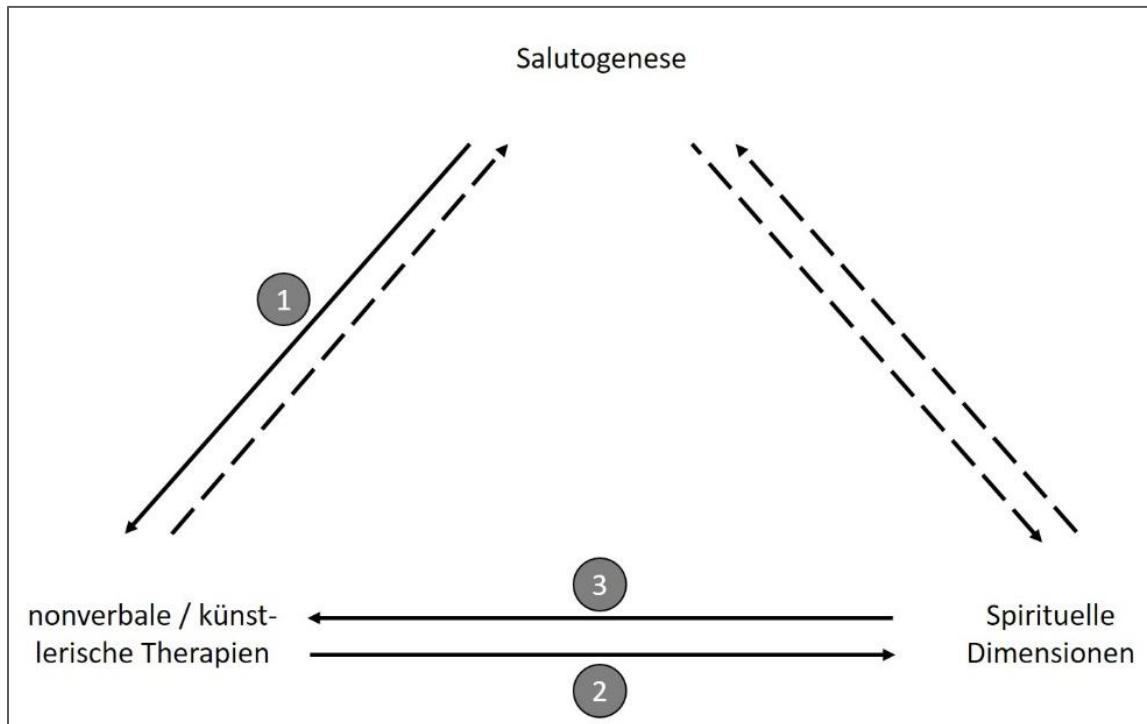 Salutogenese
1
3
nonverbale / künst-
lerische Therapien
Spirituelle
Dimensionen
2